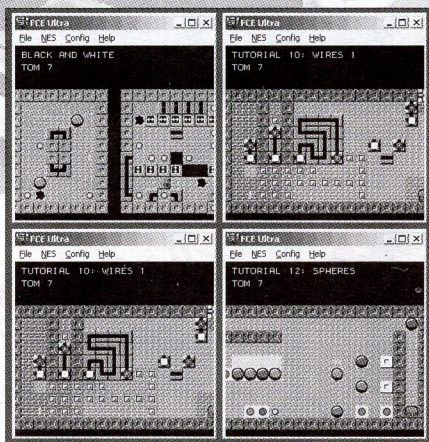 FCE Ultra
File NES Config Help
BLACK AND WHITE
TOM 7
FCE Ultra
File NES Config Help
TUTORIAL 10: WIRES 1
TOM 7
FCE Ultra
File NES Config Help
TUTORIAL 10: WIRES 1
TOM 7
FCE Ultra
File NES Config Help
TUTORIAL 12: SPHERES
TOM 7